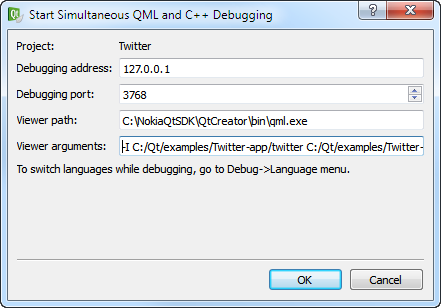 Start Simultaneous QML and C++ Debugging
Project: Twitter
Debugging address: 127.0.0.1
Debugging port: 3768
Viewer path: C:\NokiaQtSDK\QtCreator\bin\qml.exe
Viewer arguments: -I C:/Qt/examples/Twitter-app/twitter C:/Qt/examples/Twitter-
To switch languages while debugging, go to Debug->Language menu.
OK Cancel